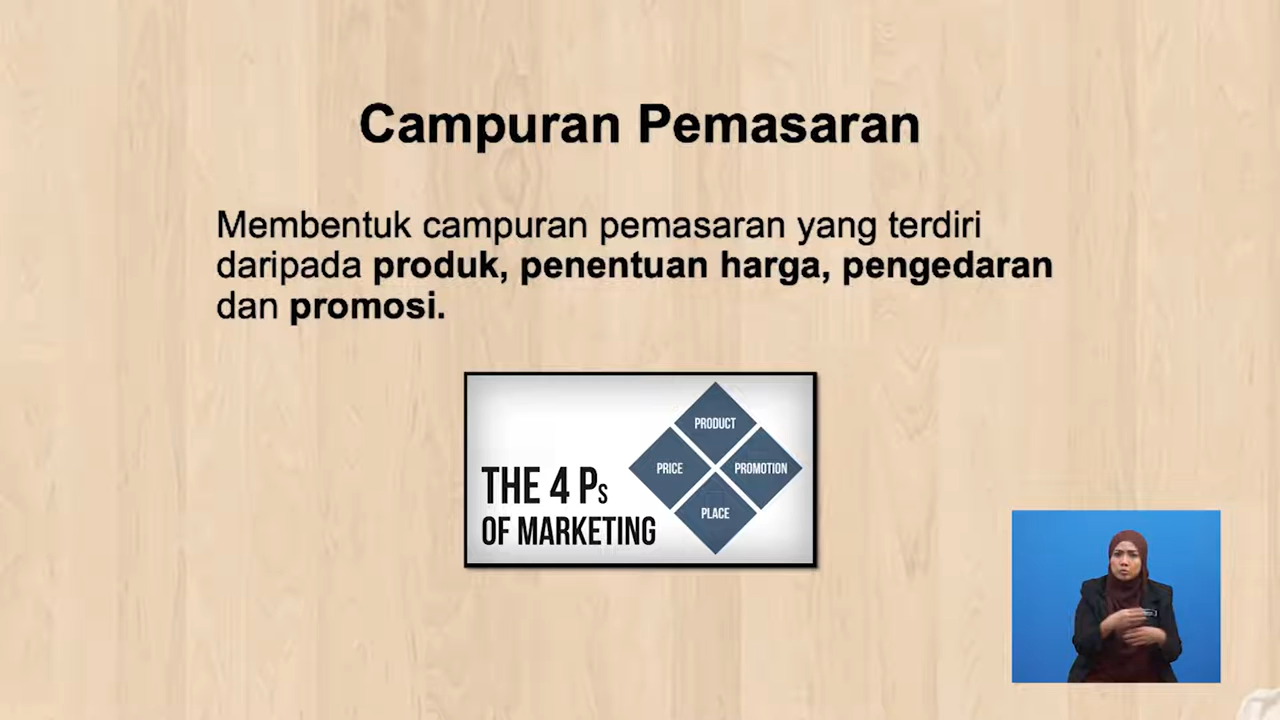 Campuran Pemasaran
Membentuk campuran pemasaran yang terdiri
daripada produk, penentuan harga, pengedaran
dan promosi.
THE 4 Ps
OF MARKETING
PRODUCT
PRICE
PROMOTION
PLACE